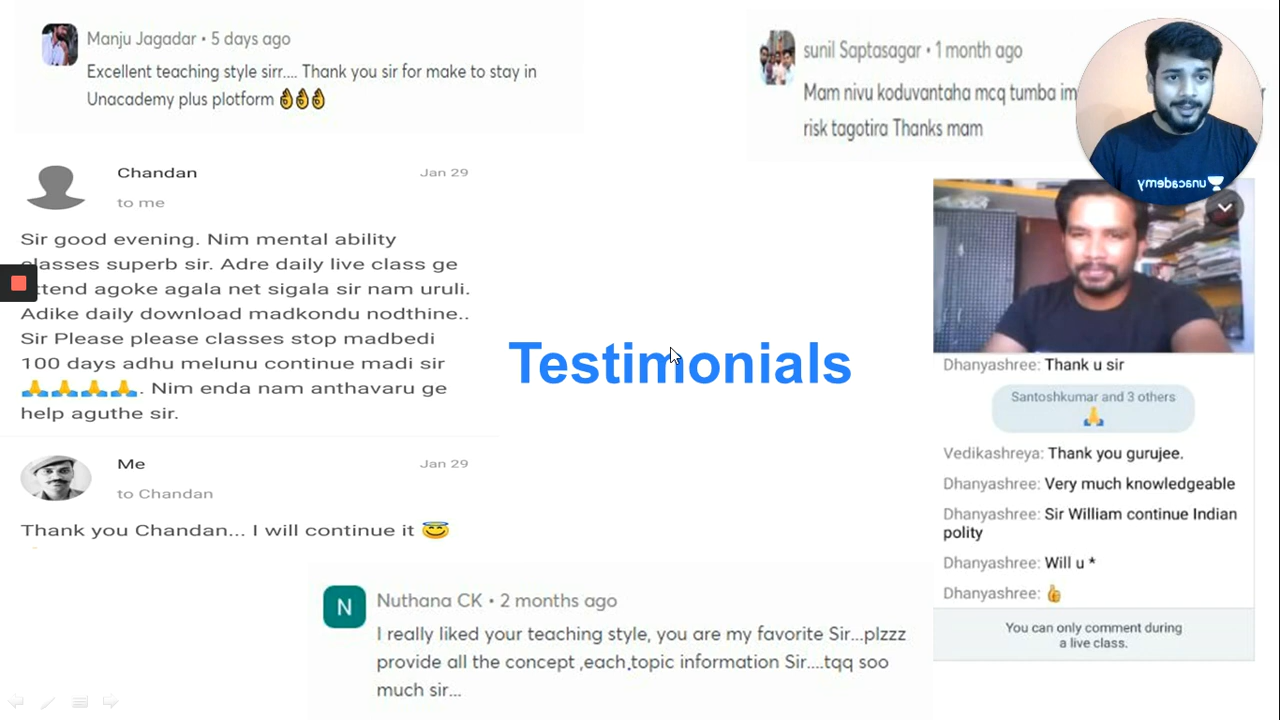 Manju Jagadar • 5 days ago
Excellent teaching style sirr.... Thank you sir for make to stay in
Unacademy plus plotform 👌👌👌
sunil Saptasagar • 1 month ago
Mam nivu koduvantaha mcq tumba im
risk tagotira Thanks mam
unacademy
Chandan Jan 29
to me
Sir good evening. Nim mental ability
classes superb sir. Adre daily live class ge
attend agoke agala net sigala sir nam uruli.
Adike daily download madkondu nodthine..
Sir Please please classes stop madbedi
100 days adhu melunu continue madi sir
🙏🙏🙏🙏. Nim enda nam anthavaru ge
help aguthe sir.
Me Jan 29
to Chandan
Thank you Chandan... I will continue it 😇
Testimonials
Dhanyashree: Thank u sir
Santoshkumar and 3 others
🙏
Vedikashreya: Thank you gurujee.
Dhanyashree: Very much knowledgeable
Dhanyashree: Sir William continue Indian
polity
Dhanyashree: Will u *
Dhanyashree: 👍
You can only comment during
a live class.
N
Nuthana CK • 2 months ago
I really liked your teaching style, you are my favorite Sir...plzzz
provide all the concept ,each,topic information Sir....tqq soo
much sir...